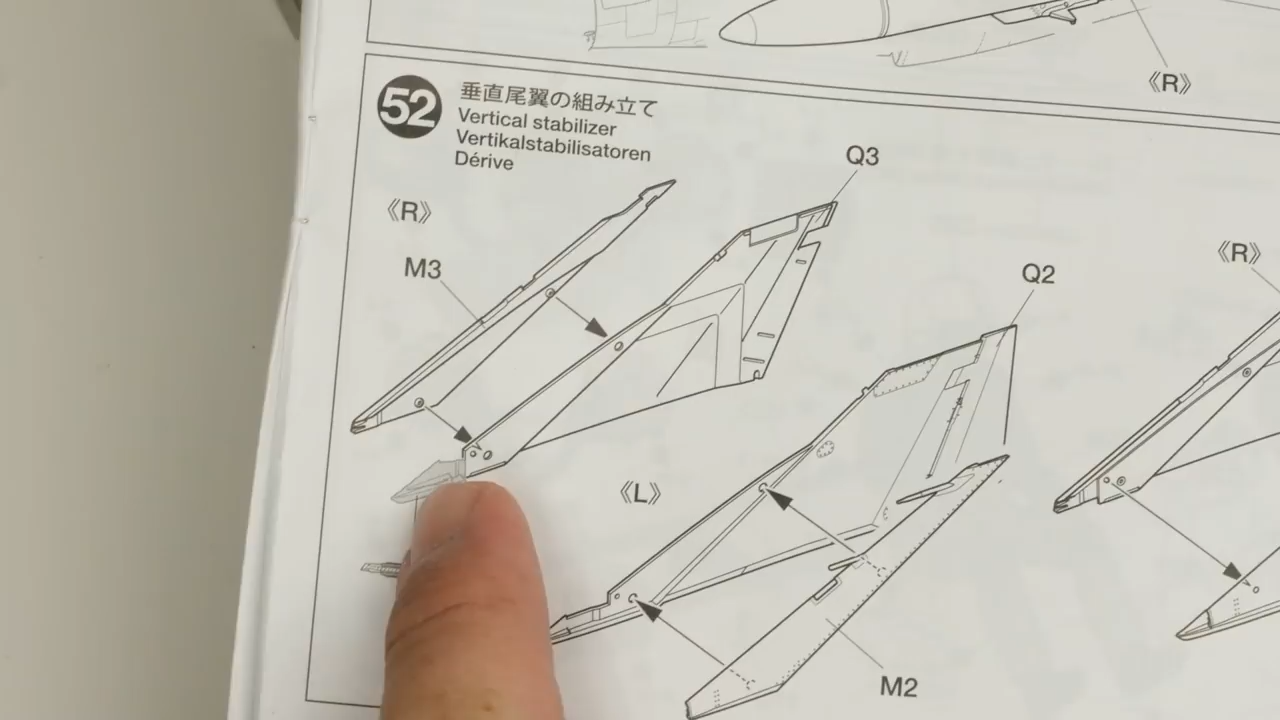 《R》
52
垂直尾翼の組み立て
Vertical stabilizer
Vertikalstabilisatoren
Dérive
Q3
《R》
M3
Q2
《R》
《L》
M2